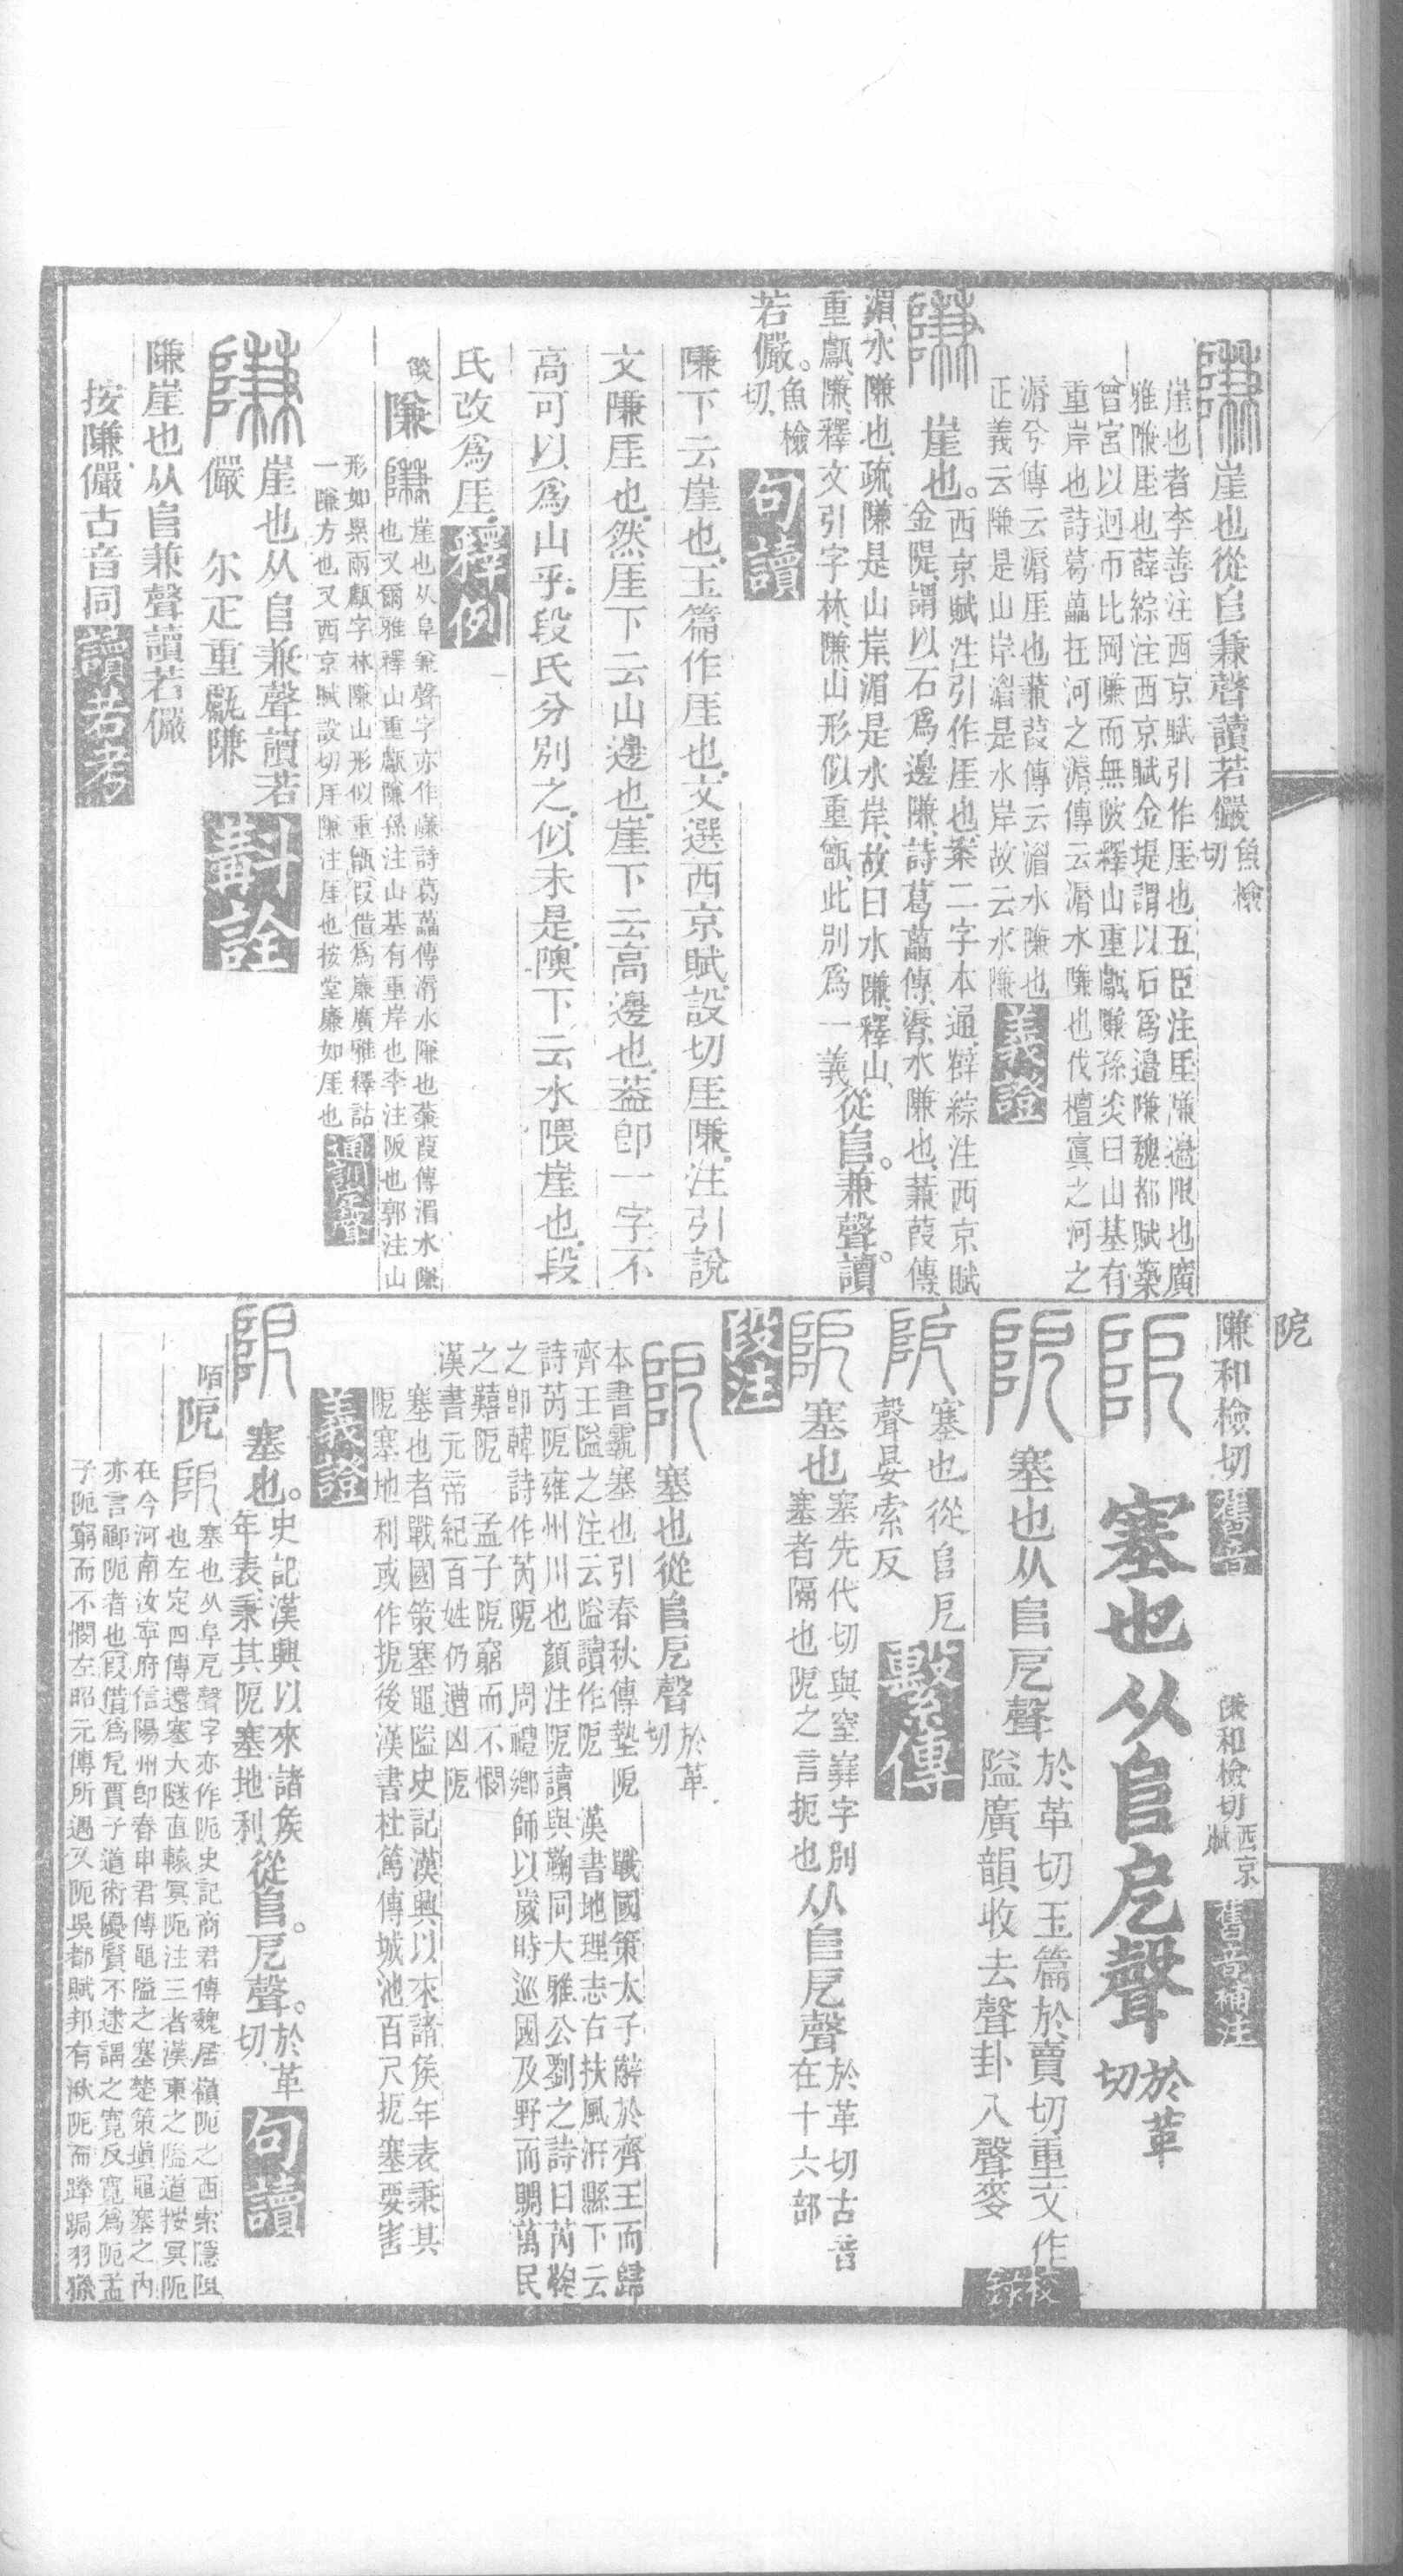 崖也從𨸏兼聲讀若儼魚檢切
崖也者李善注西京賦引作厓也五臣注厓隒邊限也廣
雅隒厓也薛綜注西京賦金堤謂以石為邊隒魏都賦築
曾宮以迥帀比岡隒而無陂釋山重甗隒孫炎曰山基有
重岸也詩葛藟在河之漘傳云漘水隒也伐檀寘之河之
漘兮傳云漘厓也蒹葭傳云湄水隒也
正義云隒是山岸湄是水岸故云水隒
義證
崖也。西京賦注引作厓也案二字本通薛綜注西京賦
金隄謂以石為邊隒詩葛藟傳漘水隒也蒹葭傳
湄水隒也疏隒是山岸湄是水岸故曰水隒釋山
重甗隒釋文引字林隒山形似重甑此別為一義
從𨸏。兼聲。讀
若儼。魚檢切
句讀
隒下云崖也玉篇作厓也文選西京賦設切厓隒注引說
文隒厓也然厓下云山邊也崖下云高邊也葢即一字不
高可以為山乎段氏分別之似未是隩下云水隈崖也段
氏改為厓
釋例
隒
崖也从阜兼聲字亦作㟻詩葛藟傳漘水隒也蒹葭傳湄水隒
也又爾雅釋山重甗隒孫注山基有重岸也李注阪也郭注山
形如累兩甗字林隒山形似重甑叚借為廉廣雅釋詁
一隒方也又西京賦設切厓隒注厓也按堂廉如厓也
通訓定聲
崖也从𨸏兼聲讀若
儼 尒疋重甗隒
斠詮
隒崖也从𨸏兼聲讀若儼
按隒儼古音同
讀若考
隒和檢切
舊音
隒和檢切西京賦
舊音補注
阸
塞也从𨸏戹聲於革切
塞也从𨸏戹聲
於革切玉篇於賣切重文作
隘廣韻收去聲卦入聲麥
校錄
塞也從𨸏戹
聲晏索反
繫傳
塞也
塞先代切與窒㝷字別
塞者隔也阸之言扼也
从𨸏戹聲
於革切古音
在十六部
段注
塞也從𨸏戹聲於革切
本書㲄塞也引春秋傳墊阸 戰國策太子辭於齊王而歸
齊王隘之注云隘讀作阸 漢書地理志右扶風汧縣下云
詩芮阸雍州川也顏注阸讀與鞠同大雅公劉之詩曰芮鞫
之即韓詩作芮阸 周禮鄉師以歲時巡國及野而賙萬民
之囏阸 孟子阸窮而不憫
漢書元帝紀百姓仍遭凶阸
塞也者戰國策塞黽隘史記漢興以來諸矦年表秉其
阸塞地利或作扼後漢書杜篤傳城池百尺扼塞要害
義證
塞也。史記漢興以來諸矦
年表秉其阸塞地利
從𨸏。戹聲。於革切
句讀
阸
塞也从阜戹聲字亦作阨史記商君傳魏居嶺阨之西索隱阻
也左定四傳還塞大隧直轅冥阨注三者漢東之隘道按冥阨
在今河南汝寧府信陽州即春申君傳黽隘之塞楚策塡黽塞之內
亦言鄳阨者也叚借為戹賈子道術優賢不逮謂之寬反寬為阨孟
子阨窮而不憫左昭元傳所遇又阨吳都賦邦有湫阨而踡跼羽獵